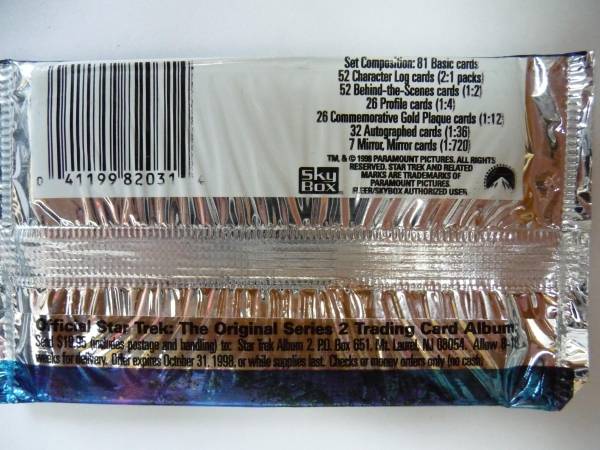 Set Composition: 81 Basic cards
52 Character Log cards (2:1 packs)
52 Behind-the-Scenes cards (1:2)
26 Profile cards (1:4)
26 Commemorative Gold Plaque cards (1:12)
32 Autographed cards (1:36)
7 Mirror, Mirror cards (1:720)
TM, & © 1998 PARAMOUNT PICTURES. ALL RIGHTS
RESERVED. STAR TREK AND RELATED
MARKS ARE TRADEMARKS OF
PARAMOUNT PICTURES.
FLEER/SKYBOX AUTHORIZED USER.
SKY
BOX
Paramount
0 41199 82031 4
Official Star Trek: The Original Series 2 Trading Card Album
Send $19.95 (includes postage and handling) to: Star Trek Album 2, P.O. Box 651, Mt. Laurel, NJ 08054. Allow
weeks for delivery. Offer expires October 31, 1998, or while supplies last. Checks or money orders only (no cash)